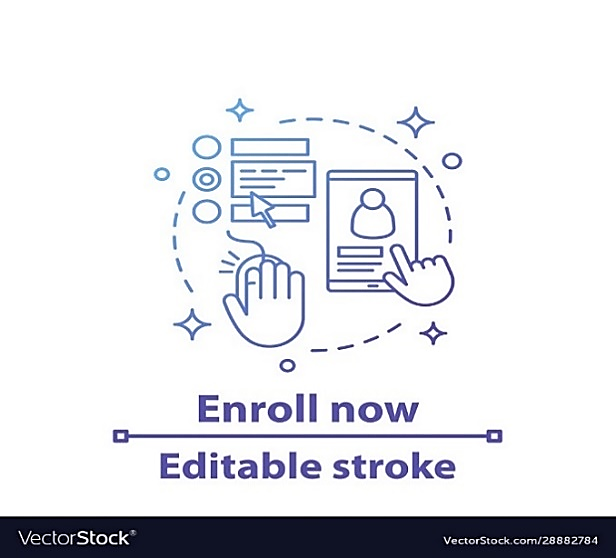 Enroll now
Editable stroke
VectorStock®
VectorStock.com/28882784